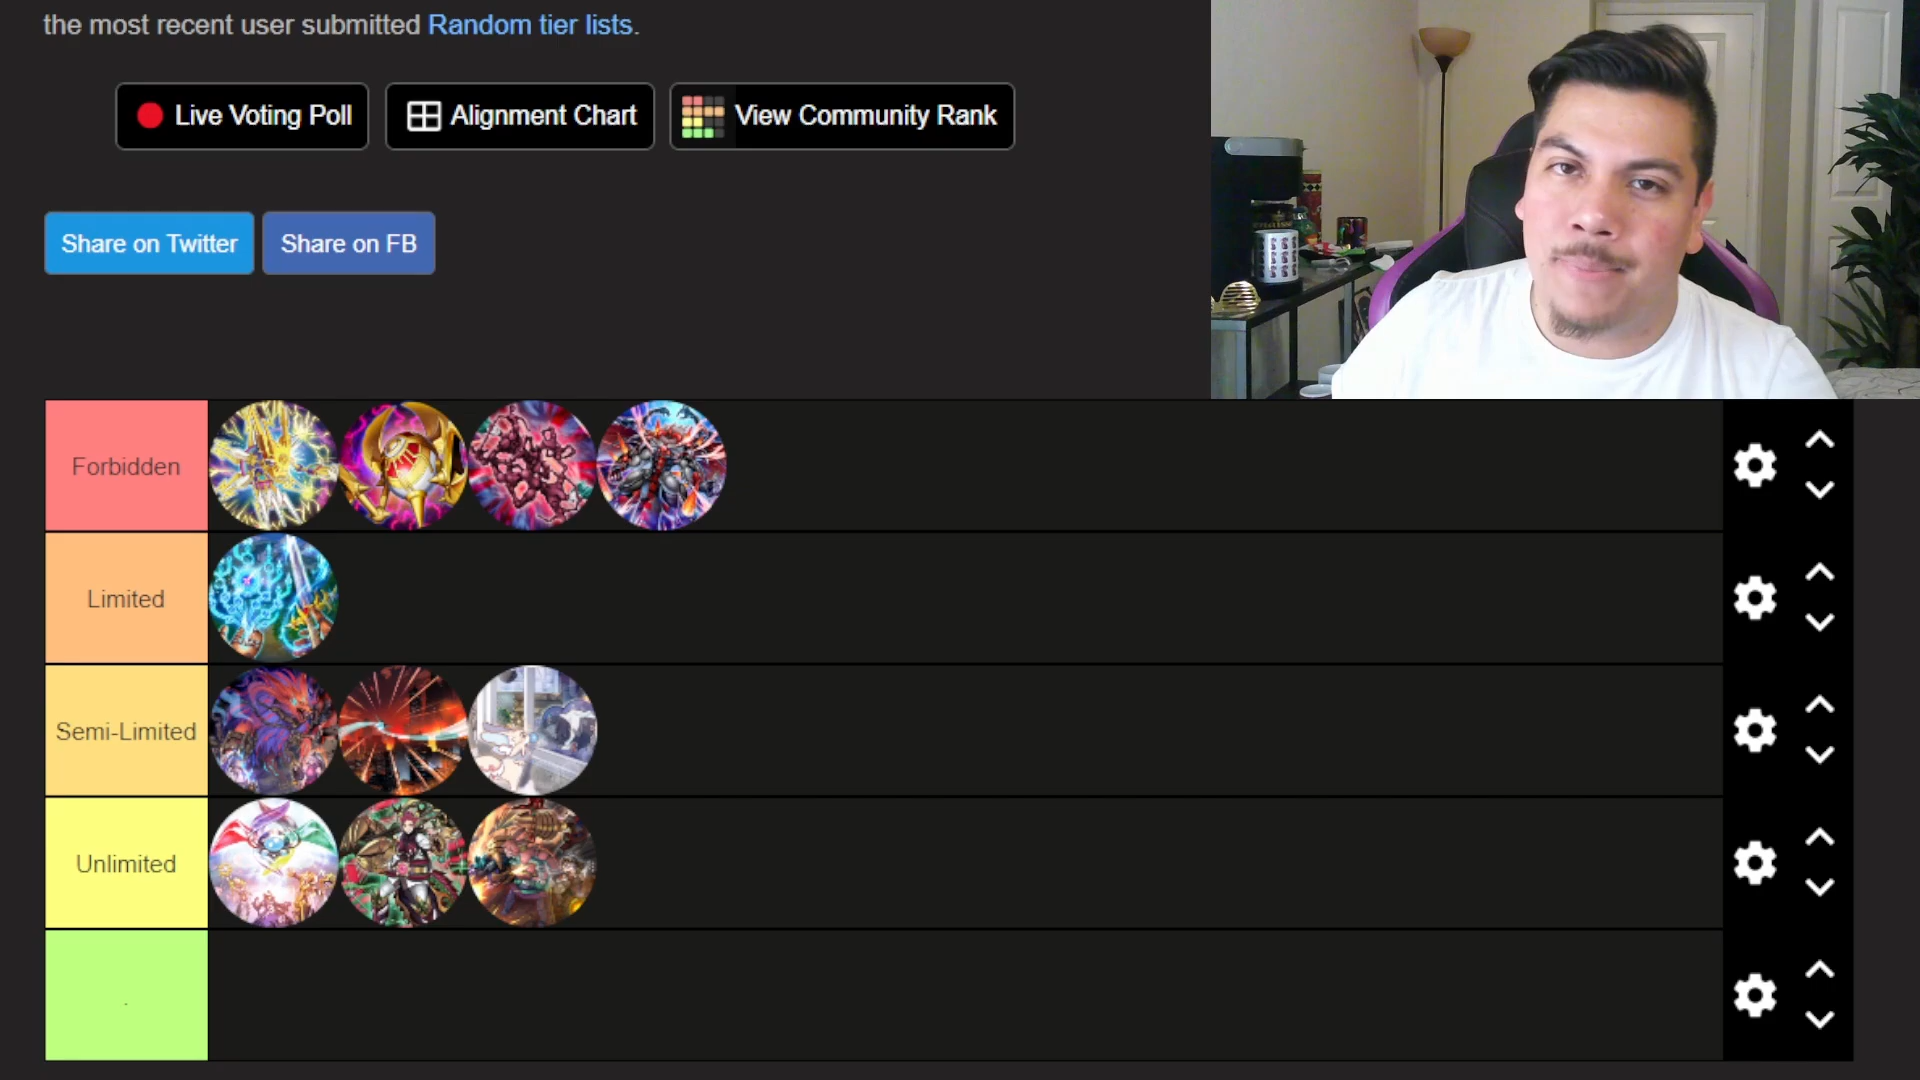 the most recent user submitted Random tier lists.
Live Voting Poll
Alignment Chart
View Community Rank
Share on Twitter
Share on FB
Forbidden
Limited
Semi-Limited
Unlimited
.